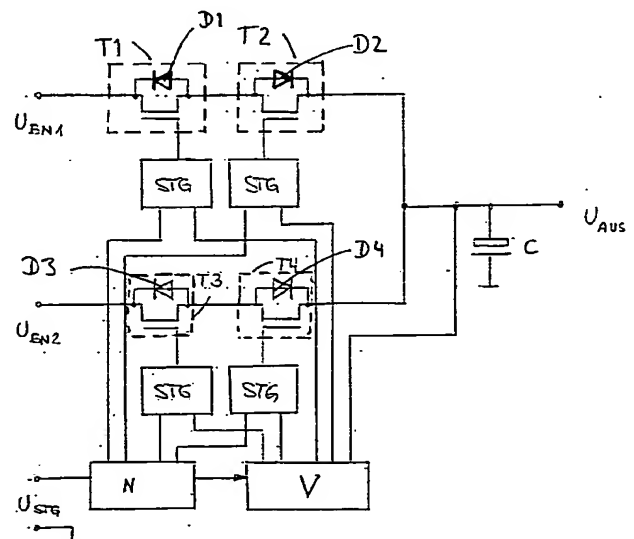 D1
T1
T2
D2
U_EN1
STG
STG
U_AUS
C
D3
T3
T4
D4
U_EN2
STG
STG
N
V
U_STG